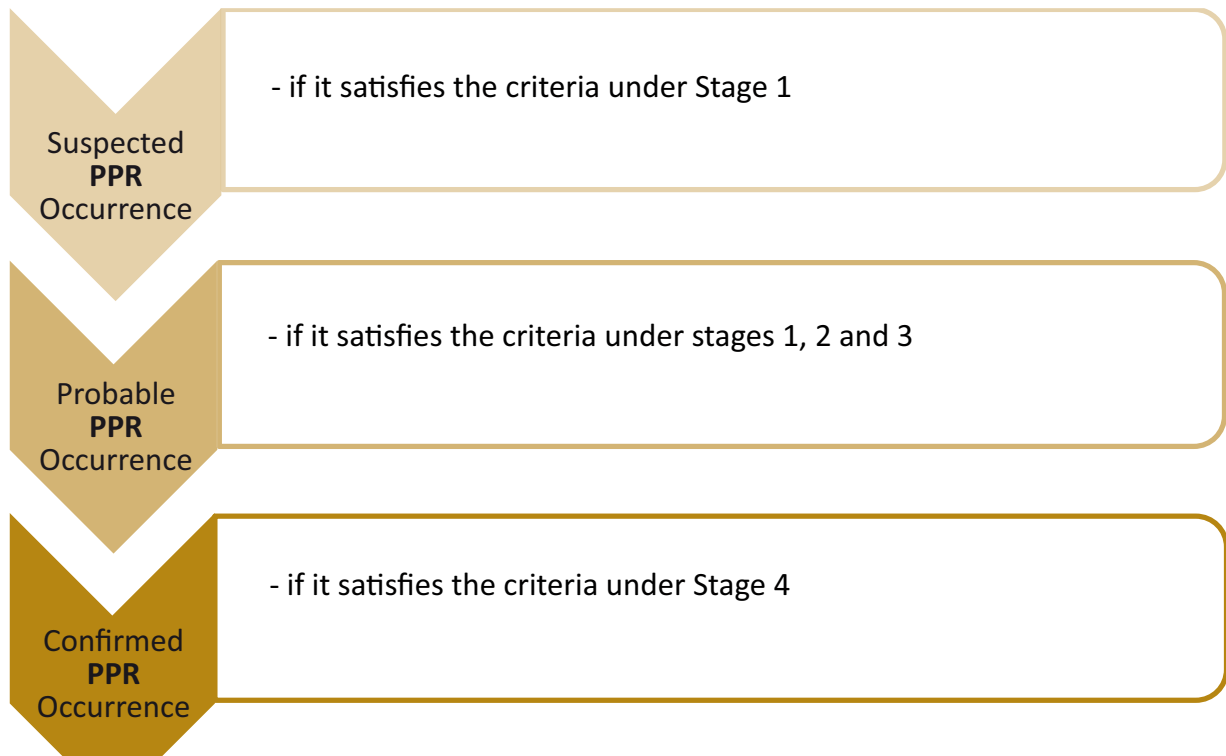 - if it satisfies the criteria under Stage 1
Suspected
PPR
Occurrence
- if it satisfies the criteria under stages 1, 2 and 3
Probable
PPR
Occurrence
- if it satisfies the criteria under Stage 4
Confirmed
PPR
Occurrence